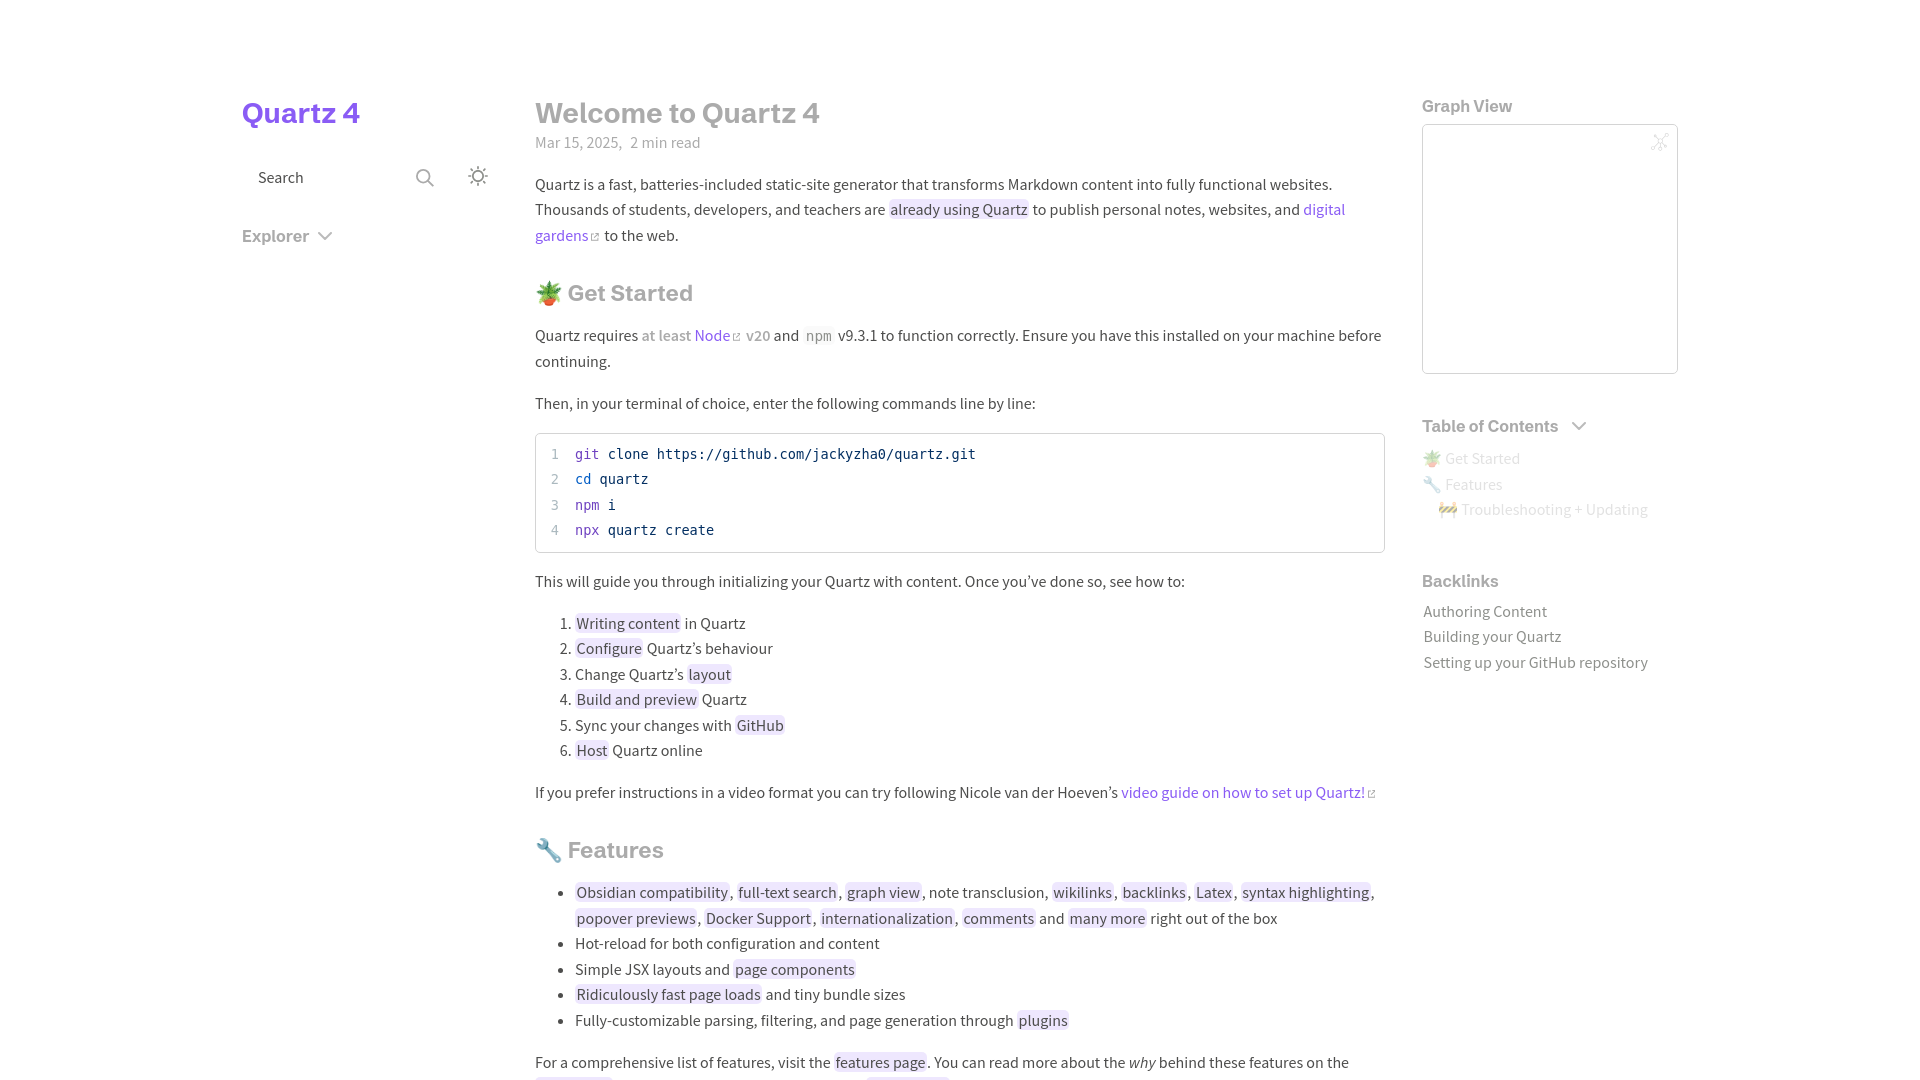 Quartz 4
Search
Explorer
Welcome to Quartz 4
Mar 15, 2025, 2 min read
Quartz is a fast, batteries-included static-site generator that transforms Markdown content into fully functional websites.
Thousands of students, developers, and teachers are already using Quartz to publish personal notes, websites, and digital
gardens to the web.
🪴 Get Started
Quartz requires at least Node v20 and npm v9.3.1 to function correctly. Ensure you have this installed on your machine before
continuing.
Then, in your terminal of choice, enter the following commands line by line:
1 git clone https://github.com/jackyzha0/quartz.git
2 cd quartz
3 npm i
4 npx quartz create
This will guide you through initializing your Quartz with content. Once you’ve done so, see how to:
1. Writing content in Quartz
2. Configure Quartz’s behaviour
3. Change Quartz’s layout
4. Build and preview Quartz
5. Sync your changes with GitHub
6. Host Quartz online
If you prefer instructions in a video format you can try following Nicole van der Hoeven’s video guide on how to set up Quartz!
🔧 Features
• Obsidian compatibility, full-text search, graph view, note transclusion, wikilinks, backlinks, Latex, syntax highlighting,
popover previews, Docker Support, internationalization, comments and many more right out of the box
• Hot-reload for both configuration and content
• Simple JSX layouts and page components
• Ridiculously fast page loads and tiny bundle sizes
• Fully-customizable parsing, filtering, and page generation through plugins
For a comprehensive list of features, visit the features page. You can read more about the why behind these features on the
Graph View
Table of Contents
🪴 Get Started
🔧 Features
🚧 Troubleshooting + Updating
Backlinks
Authoring Content
Building your Quartz
Setting up your GitHub repository